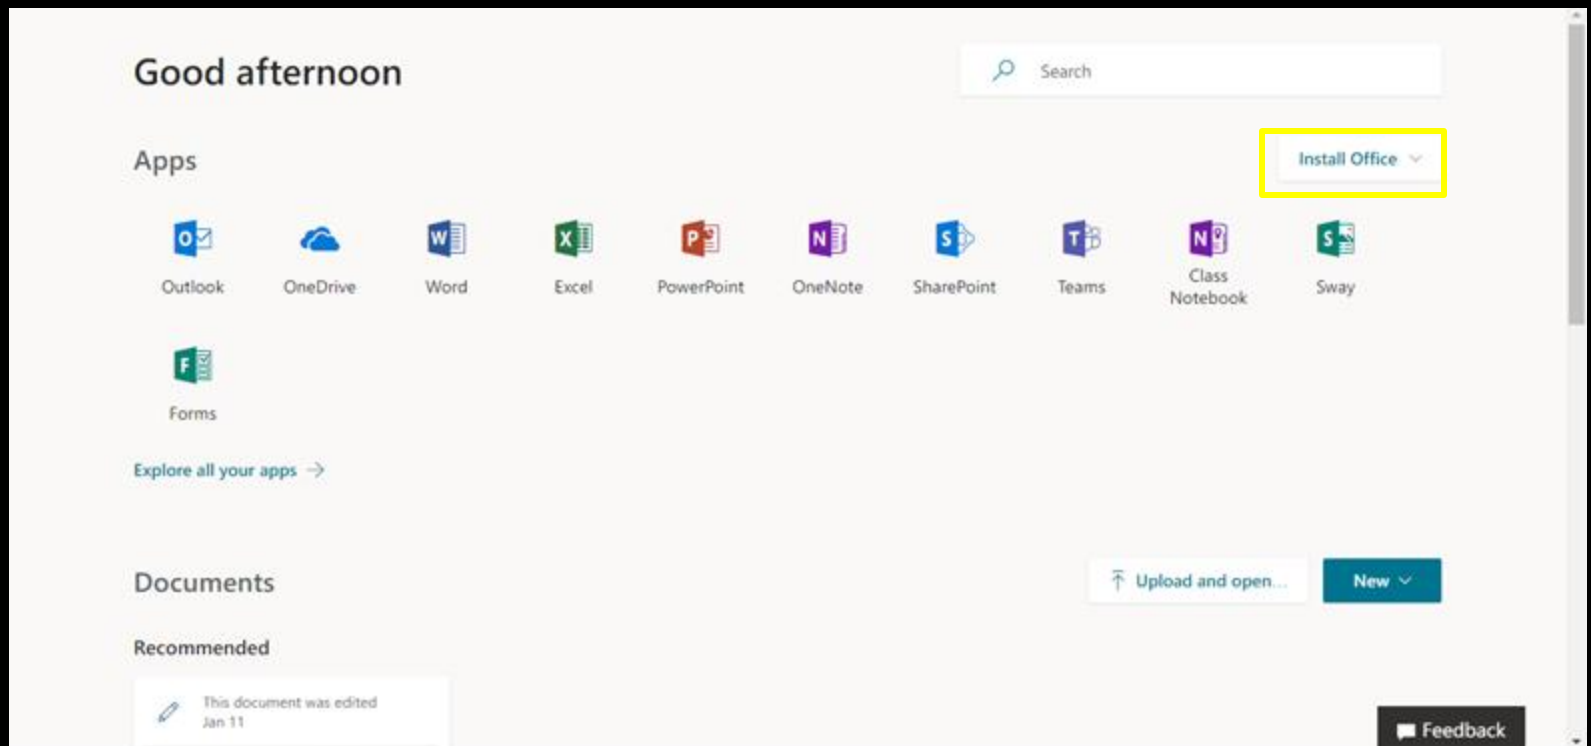 Good afternoon
Search
Apps
Install Office
Outlook
OneDrive
Word
Excel
PowerPoint
OneNote
SharePoint
Teams
Class
Notebook
Sway
Forms
Explore all your apps
Documents
Upload and open...
New
Recommended
This document was edited
Jan 11
Feedback